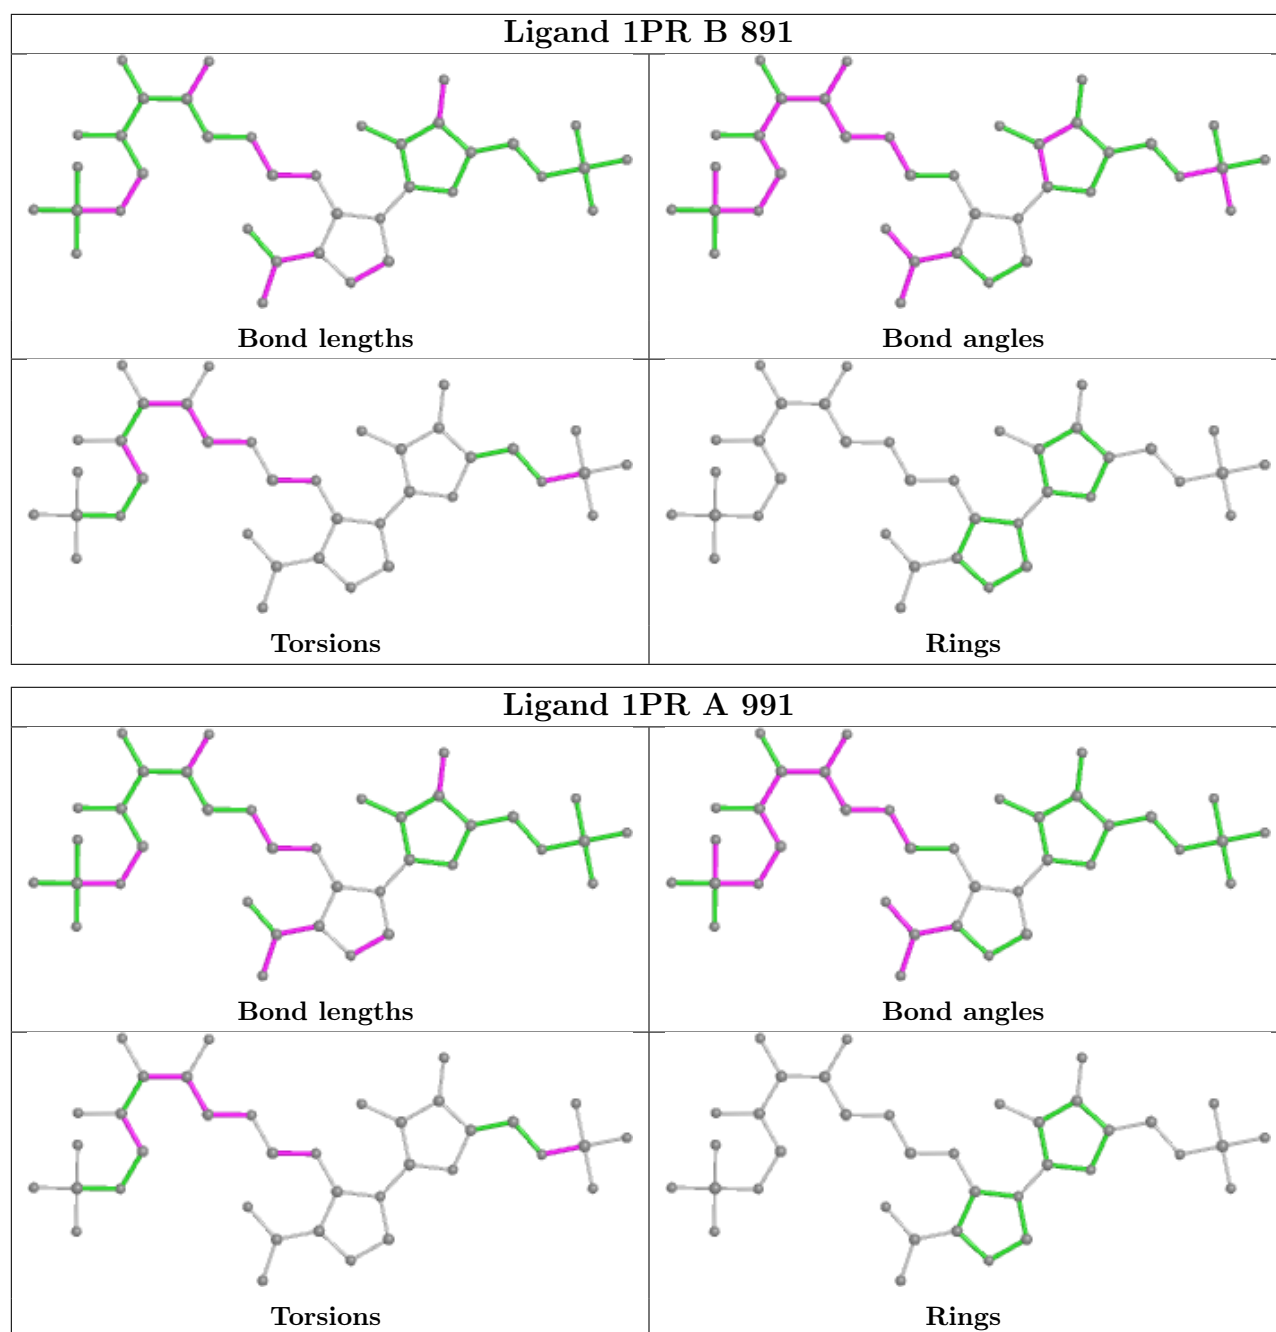 Ligand 1PR B 891
Bond lengths
Bond angles
Torsions
Rings
Ligand 1PR A 991
Bond lengths
Bond angles
Torsions
Rings